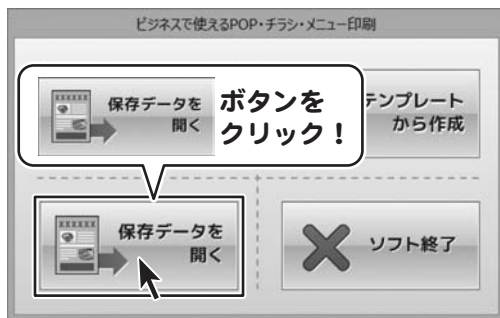 ビジネスで使えるPOP・チラシ・メニュー印刷
保存データを
開く
ボタンを
クリック！
テンプレート
から作成
保存データを
開く
ソフト終了